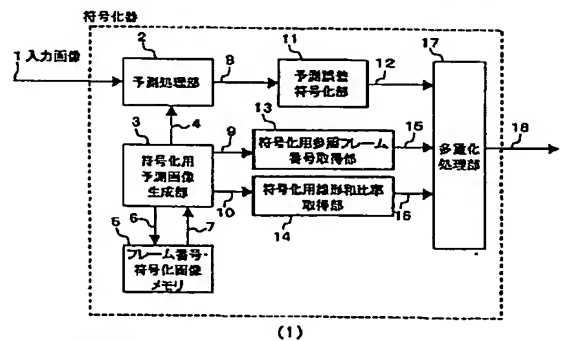 符号化器
1 入力画像
2
予測処理部
8
11
予測誤差
符号化部
12
17
多重化
処理部
18
4
3
符号化用
予測画像
生成部
9
13
符号化用参照フレーム
番号取得部
15
10
符号化用線形和比率
取得部
14
16
6
7
5
フレーム番号・
符号化画像
メモリ
(1)